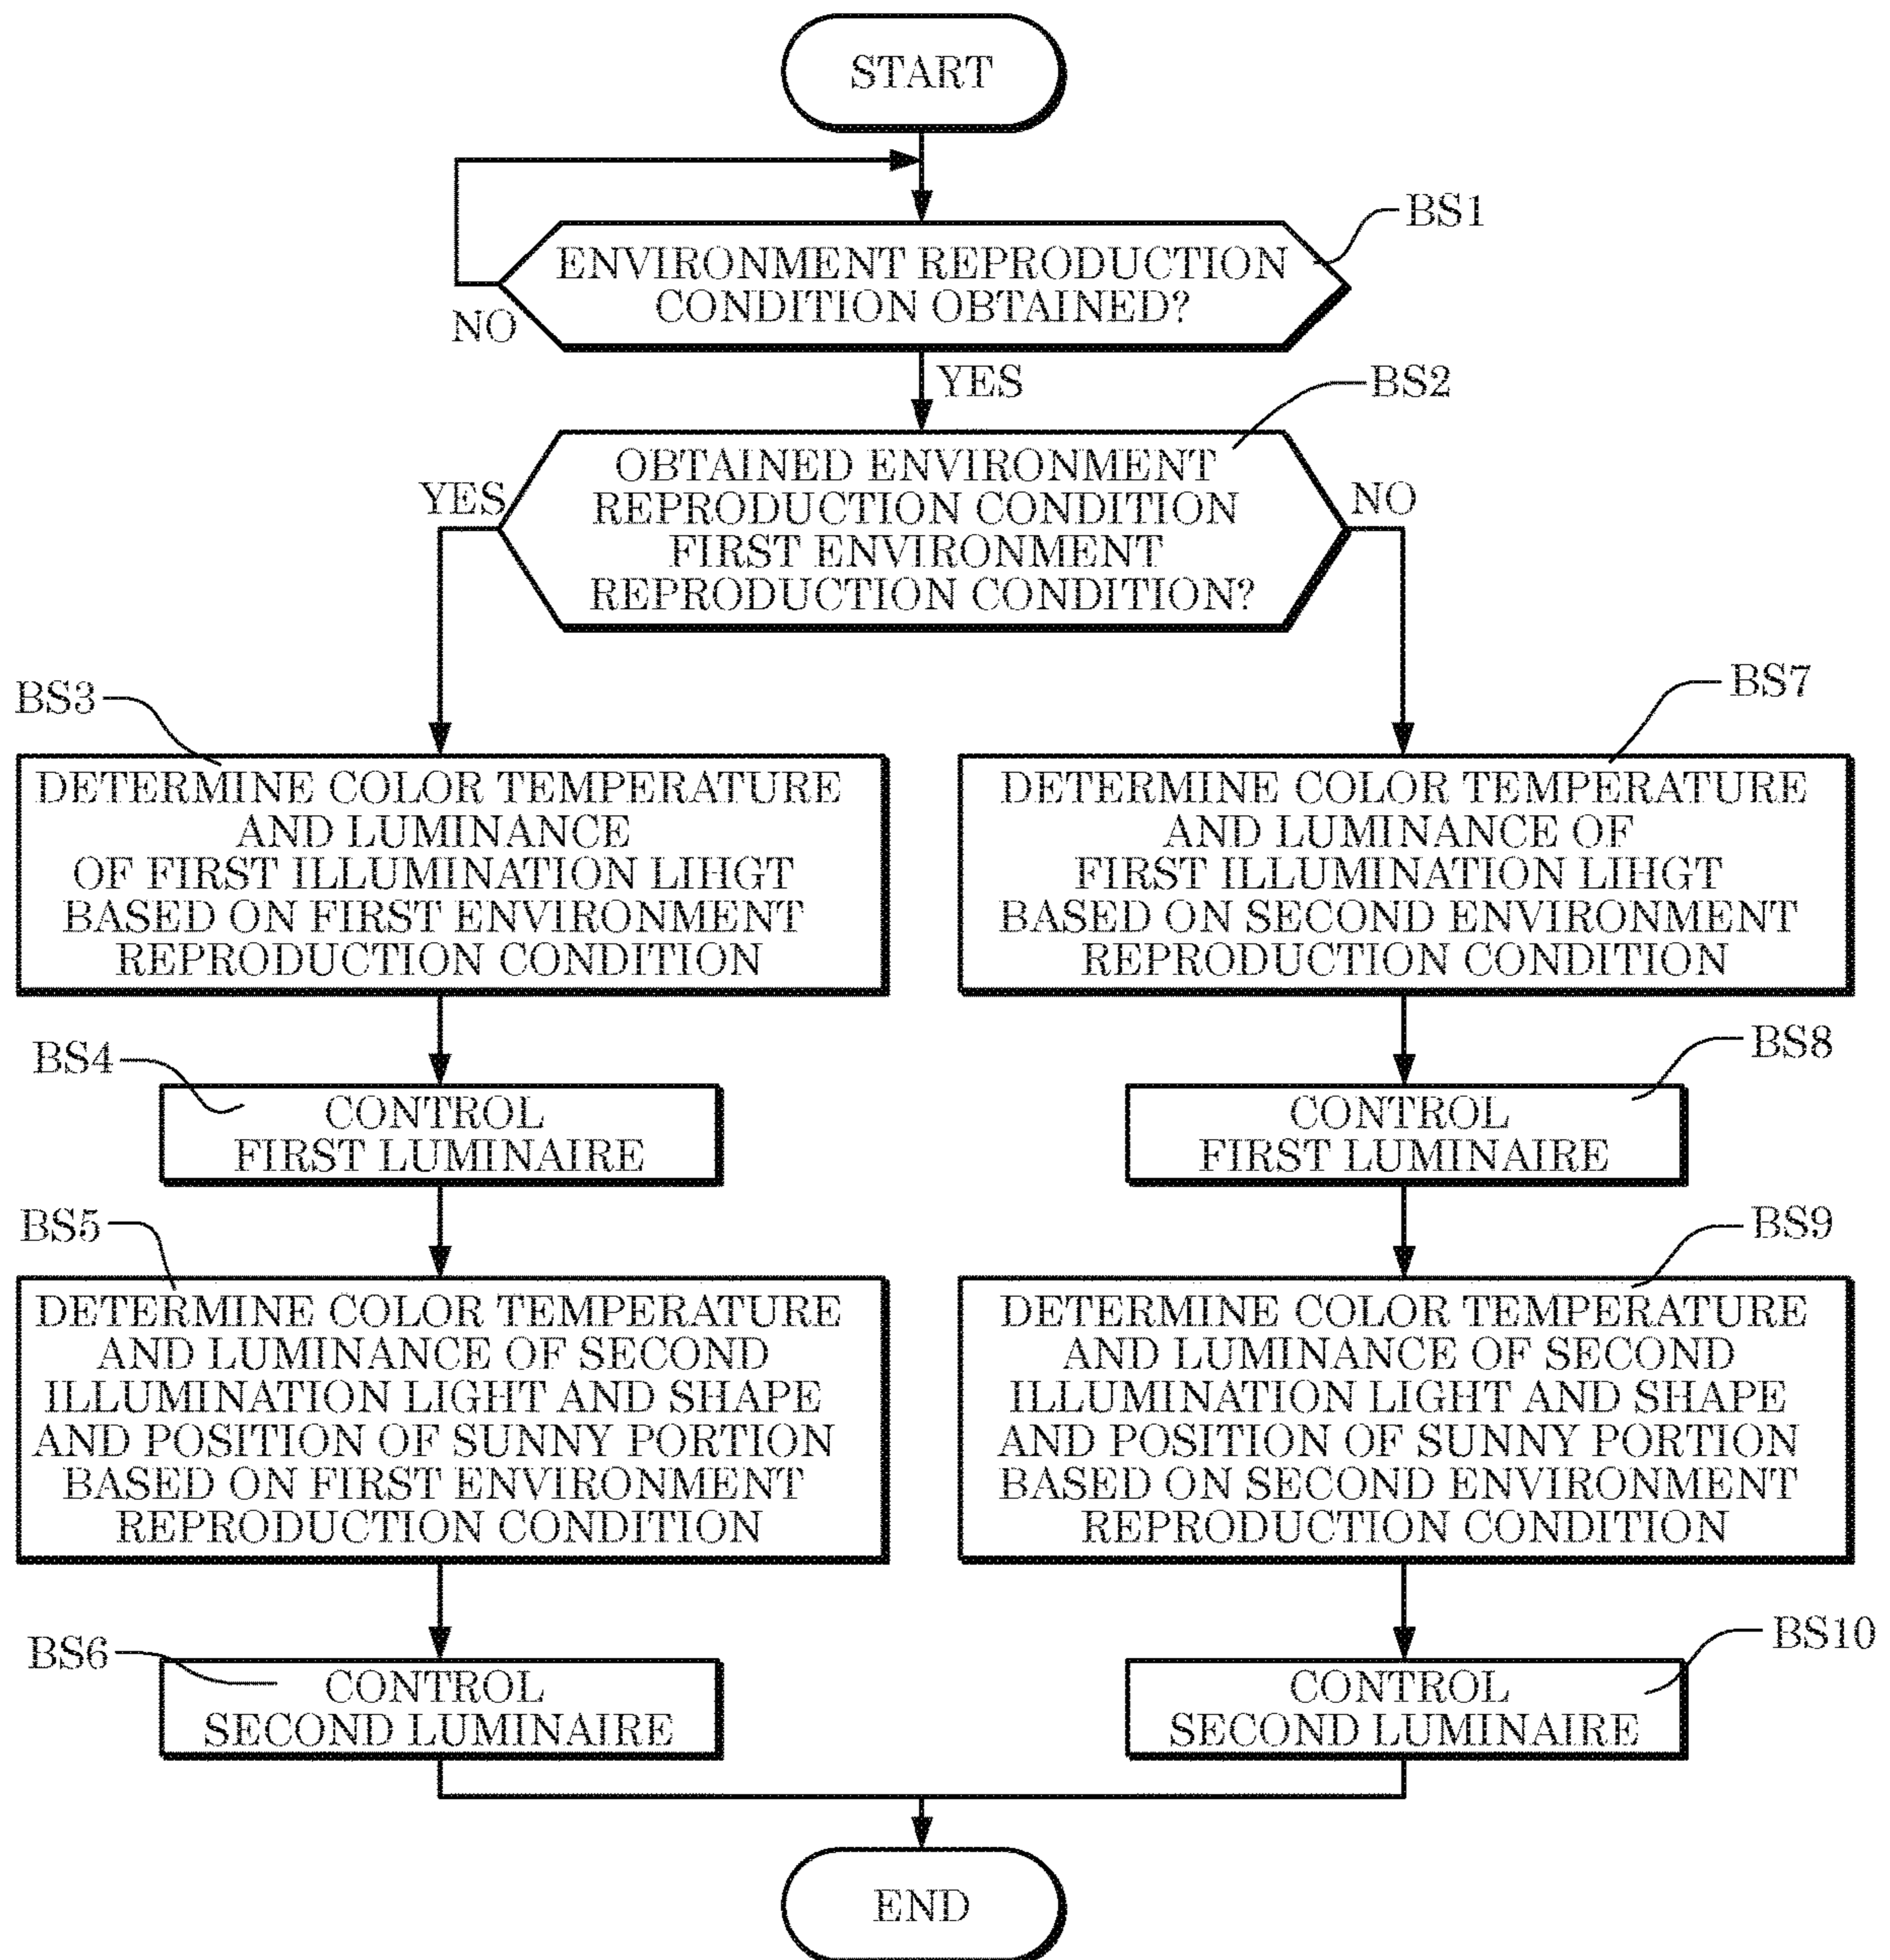 START
BS1
ENVIRONMENT REPRODUCTION
CONDITION OBTAINED?
NO
YES
BS2
OBTAINED ENVIRONMENT
REPRODUCTION CONDITION
FIRST ENVIRONMENT
REPRODUCTION CONDITION?
YES
NO
BS3
DETERMINE COLOR TEMPERATURE
AND LUMINANCE
OF FIRST ILLUMINATION LIHGT
BASED ON FIRST ENVIRONMENT
REPRODUCTION CONDITION
BS7
DETERMINE COLOR TEMPERATURE
AND LUMINANCE OF
FIRST ILLUMINATION LIHGT
BASED ON SECOND ENVIRONMENT
REPRODUCTION CONDITION
BS4
CONTROL
FIRST LUMINAIRE
BS8
CONTROL
FIRST LUMINAIRE
BS5
DETERMINE COLOR TEMPERATURE
AND LUMINANCE OF SECOND
ILLUMINATION LIGHT AND SHAPE
AND POSITION OF SUNNY PORTION
BASED ON FIRST ENVIRONMENT
REPRODUCTION CONDITION
BS9
DETERMINE COLOR TEMPERATURE
AND LUMINANCE OF SECOND
ILLUMINATION LIGHT AND SHAPE
AND POSITION OF SUNNY PORTION
BASED ON SECOND ENVIRONMENT
REPRODUCTION CONDITION
BS6
CONTROL
SECOND LUMINAIRE
BS10
CONTROL
SECOND LUMINAIRE
END